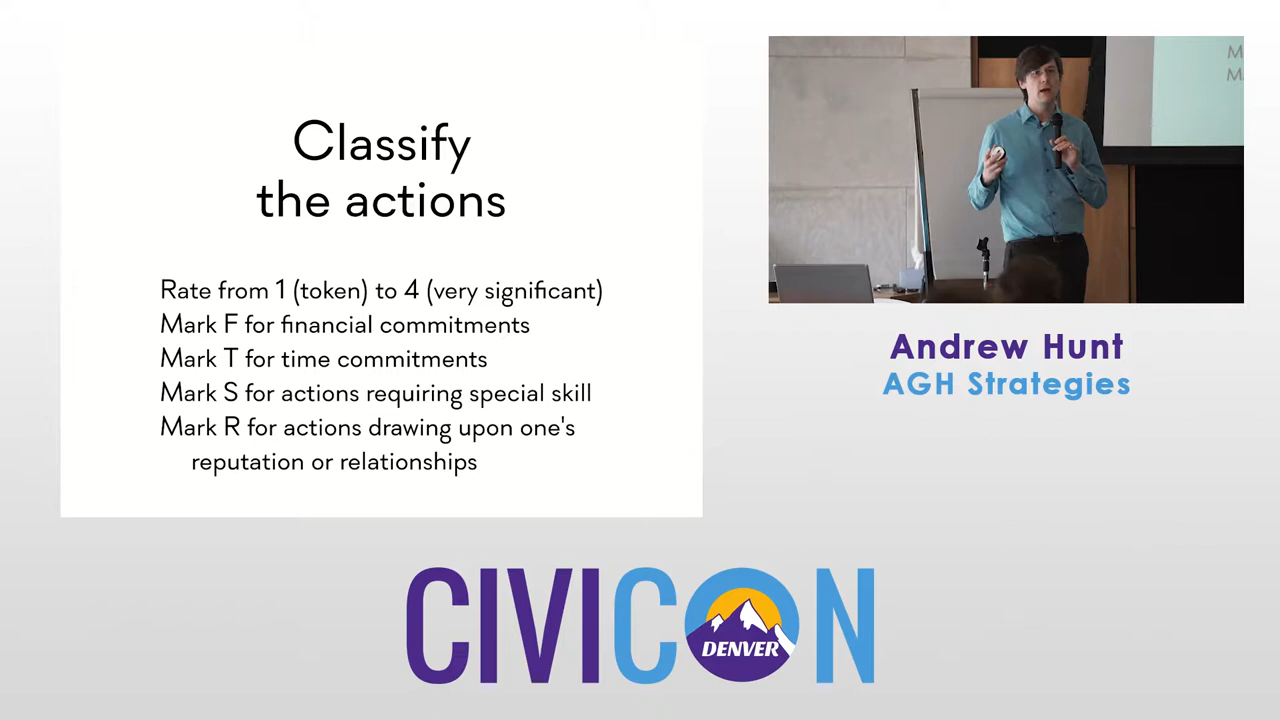 Classify
the actions
Rate from 1 (token) to 4 (very significant)
Mark F for financial commitments
Mark T for time commitments
Mark S for actions requiring special skill
Mark R for actions drawing upon one's
reputation or relationships
Andrew Hunt
AGH Strategies
CIVICON
DENVER